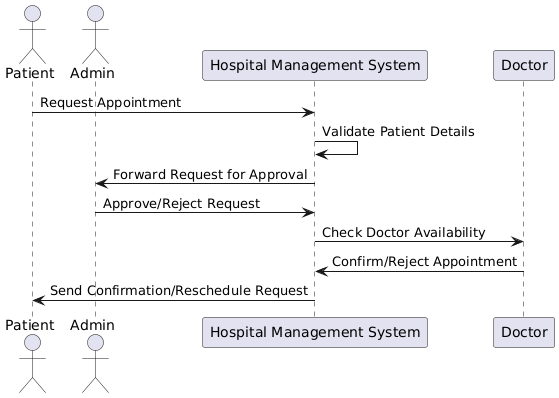 Patient Admin
Hospital Management System Doctor
Request Appointment
Validate Patient Details
Forward Request for Approval
Approve/Reject Request
Check Doctor Availability
Confirm/Reject Appointment
Send Confirmation/Reschedule Request
Patient Admin Hospital Management System Doctor